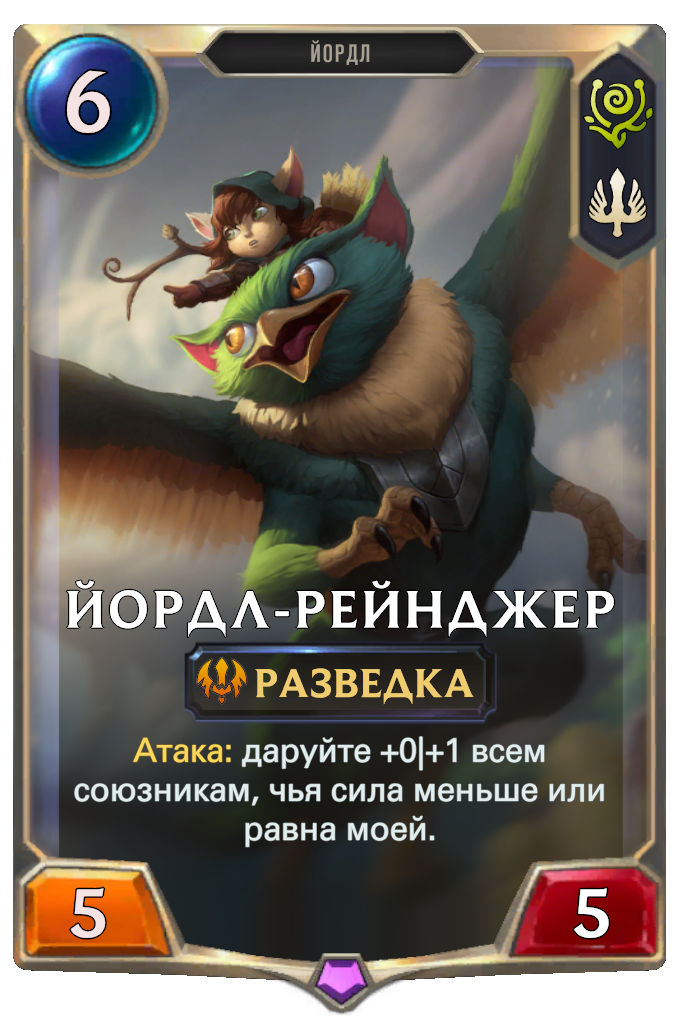 ЙОРДЛ
6
ЙОРДЛ-РЕЙНДЖЕР
РАЗВЕДКА
Атака: даруйте +0|+1 всем
союзникам, чья сила меньше или
равна моей.
5
5